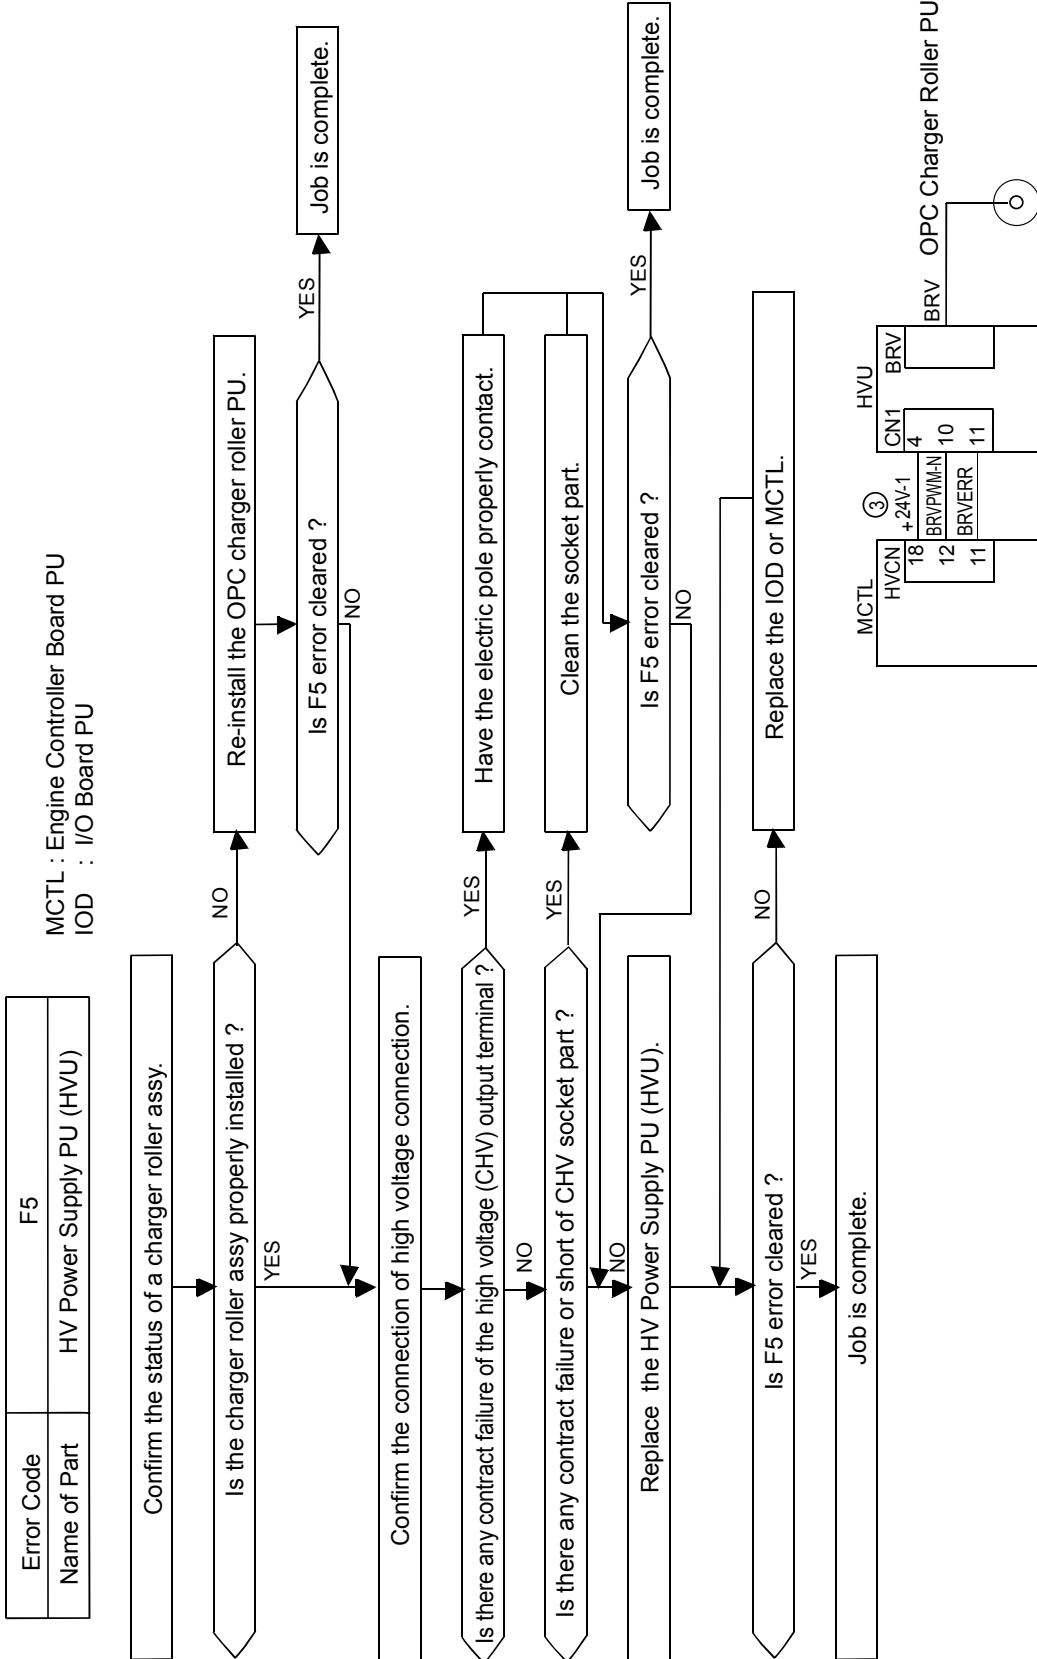 Error Code F5
Name of Part HV Power Supply PU (HVU)
MCTL : Engine Controller Board PU
IOD : I/O Board PU
Confirm the status of a charger roller assy.
Is the charger roller assy properly installed ?
NO
Re-install the OPC charger roller PU.
YES
Is F5 error cleared ?
YES
Job is complete.
NO
Confirm the connection of high voltage connection.
Is there any contract failure of the high voltage (CHV) output terminal ?
YES
Have the electric pole properly contact.
NO
Is there any contract failure or short of CHV socket part ?
YES
Clean the socket part.
NO
Replace the HV Power Supply PU (HVU).
Is F5 error cleared ?
YES
Job is complete.
NO
Is F5 error cleared ?
NO
Replace the IOD or MCTL.
YES
Job is complete.
MCTL
HVU
HVCN
③
CN1
BRV
18
+24V-1
4
BRV
OPC Charger Roller PU
12
BRVPWM-N
10
11
BRVERR
11